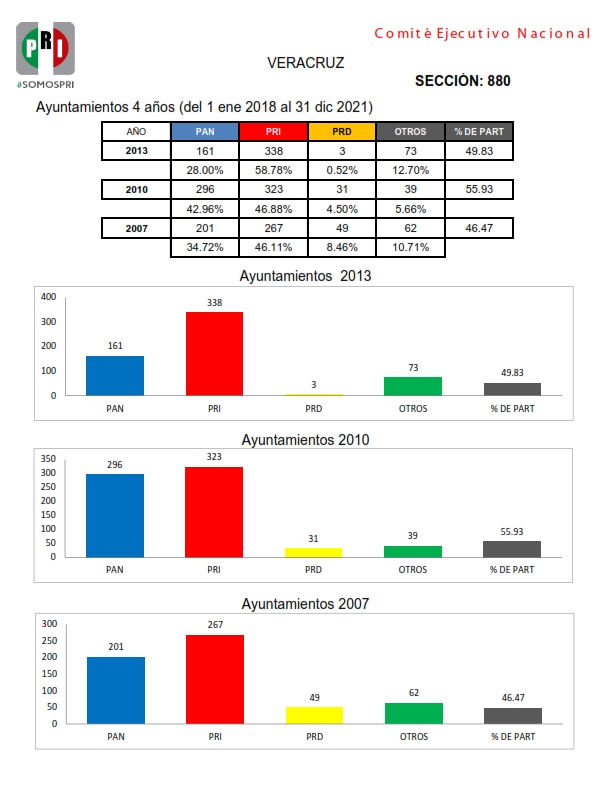 Comité Ejecutivo Nacional
PRI
#SOMOSPRI
VERACRUZ
SECCIÓN: 880
Ayuntamientos 4 años (del 1 ene 2018 al 31 dic 2021)
AÑO PAN PRI PRD OTROS % DE PART
2013 161 338 3 73 49.83
28.00% 58.78% 0.52% 12.70%
2010 296 323 31 39 55.93
42.96% 46.88% 4.50% 5.66%
2007 201 267 49 62 46.47
34.72% 46.11% 8.46% 10.71%
Ayuntamientos 2013
400
300
200
100
0
161 338 3 73 49.83
PAN PRI PRD OTROS % DE PART
Ayuntamientos 2010
350
300
250
200
150
100
50
0
296 323 31 39 55.93
PAN PRI PRD OTROS % DE PART
Ayuntamientos 2007
300
250
200
150
100
50
0
201 267 49 62 46.47
PAN PRI PRD OTROS % DE PART